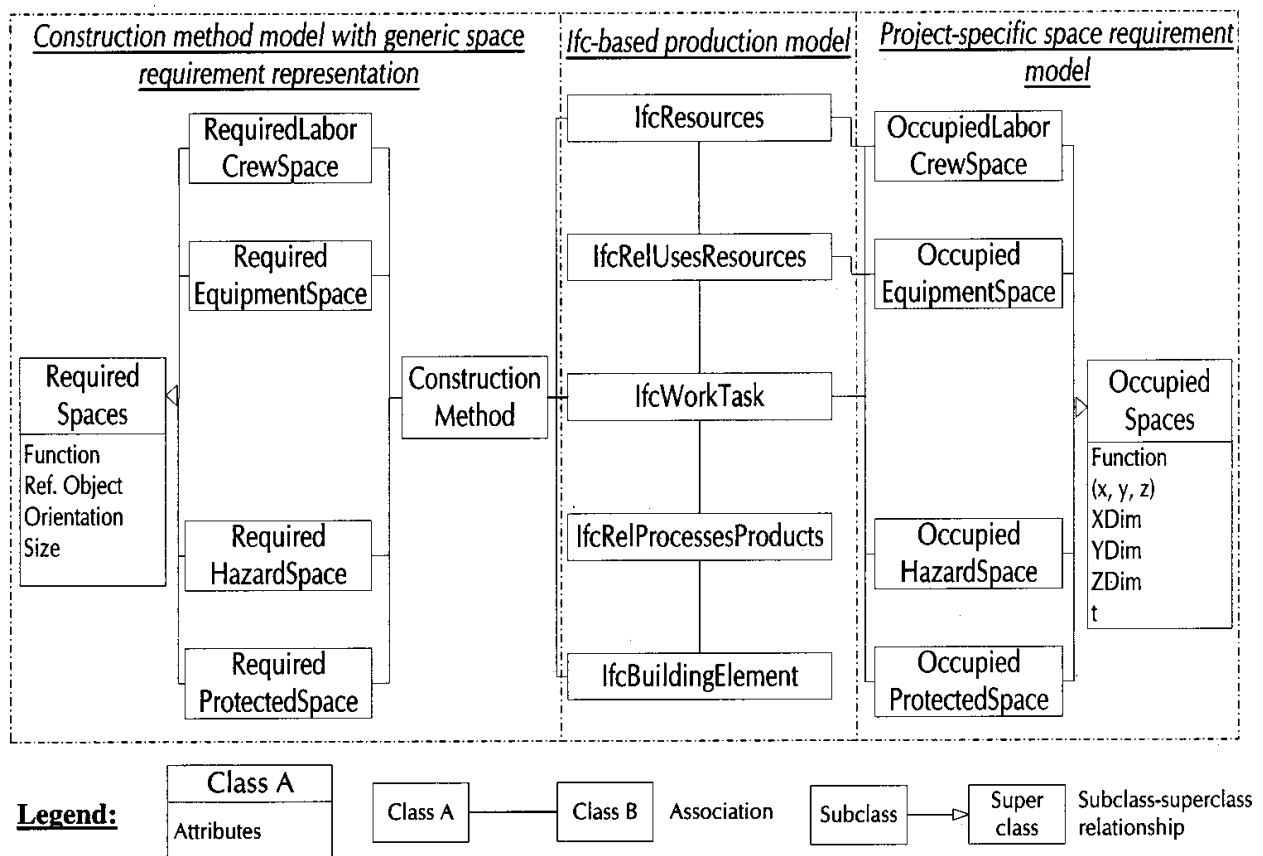 Construction method model with generic space
requirement representation
Ifc-based production model
Project-specific space requirement
model
RequiredLabor
CrewSpace
Required
EquipmentSpace
Required
Spaces
Function
Ref. Object
Orientation
Size
Construction
Method
Required
HazardSpace
Required
ProtectedSpace
IfcResources
IfcRelUsesResources
IfcWorkTask
IfcRelProcessesProducts
IfcBuildingElement
OccupiedLabor
CrewSpace
Occupied
EquipmentSpace
Occupied
Spaces
Function
(x, y, z)
XDim
YDim
ZDim
t
Occupied
HazardSpace
Occupied
ProtectedSpace
Legend:
Class A
Attributes
Class A
Class B
Association
Subclass
Super
class
Subclass-superclass
relationship